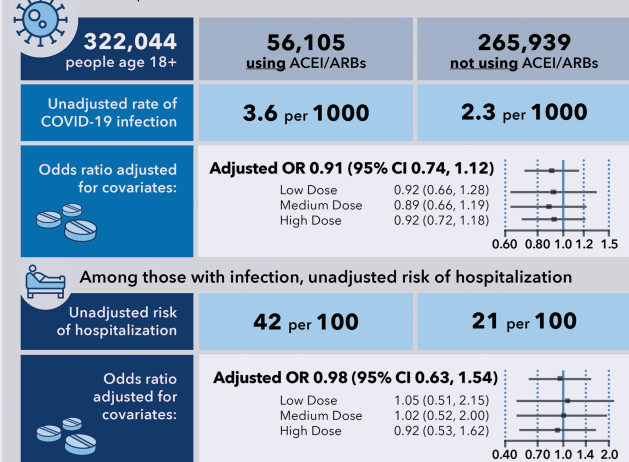 322,044
people age 18+
56,105
using ACEI/ARBs
265,939
not using ACEI/ARBs
Unadjusted rate of
COVID-19 infection
3.6 per 1000
2.3 per 1000
Odds ratio adjusted
for covariates:
Adjusted OR 0.91 (95% CI 0.74, 1.12)
Low Dose 0.92 (0.66, 1.28)
Medium Dose 0.89 (0.66, 1.19)
High Dose 0.92 (0.72, 1.18)
0.60 0.80 1.0 1.2 1.5
Among those with infection, unadjusted risk of hospitalization
Unadjusted risk
of hospitalization
42 per 100
21 per 100
Odds ratio
adjusted for
covariates:
Adjusted OR 0.98 (95% CI 0.63, 1.54)
Low Dose 1.05 (0.51, 2.15)
Medium Dose 1.02 (0.52, 2.00)
High Dose 0.92 (0.53, 1.62)
0.40 0.70 1.0 1.4 2.0